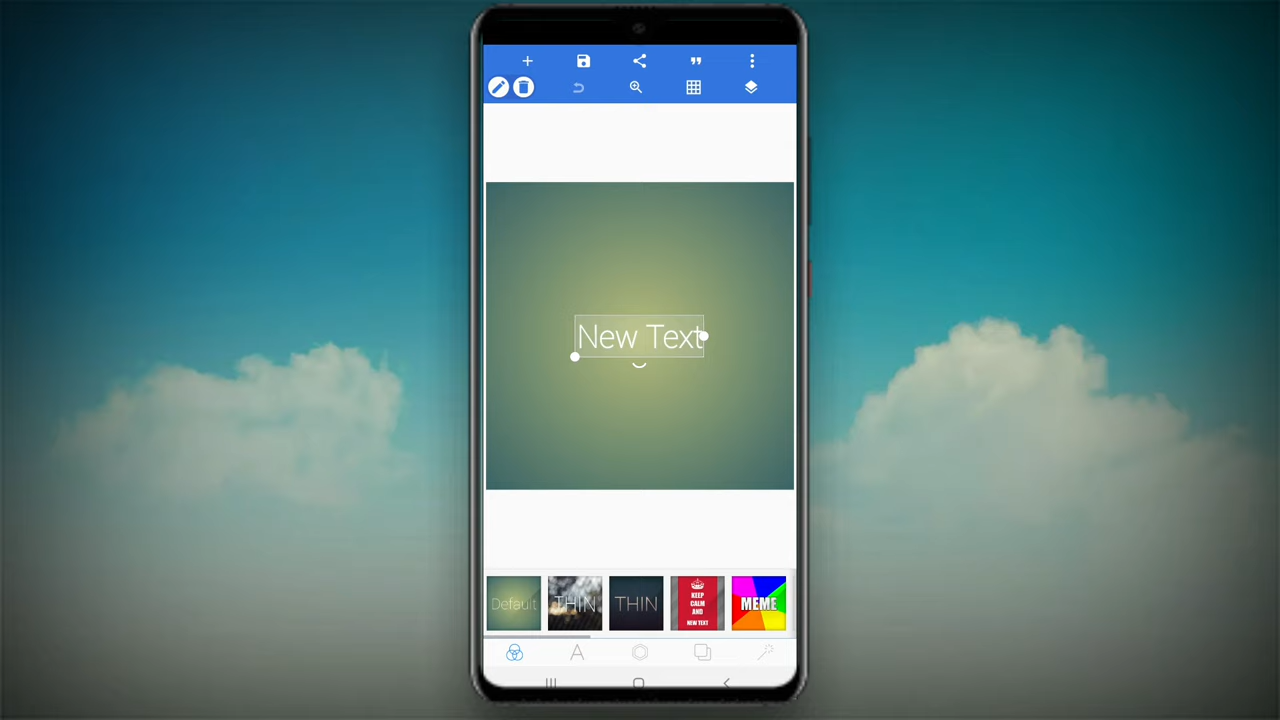 New Text
Default
THIN
THIN
KEEP
CALM
AND
NEW TEXT
MEME